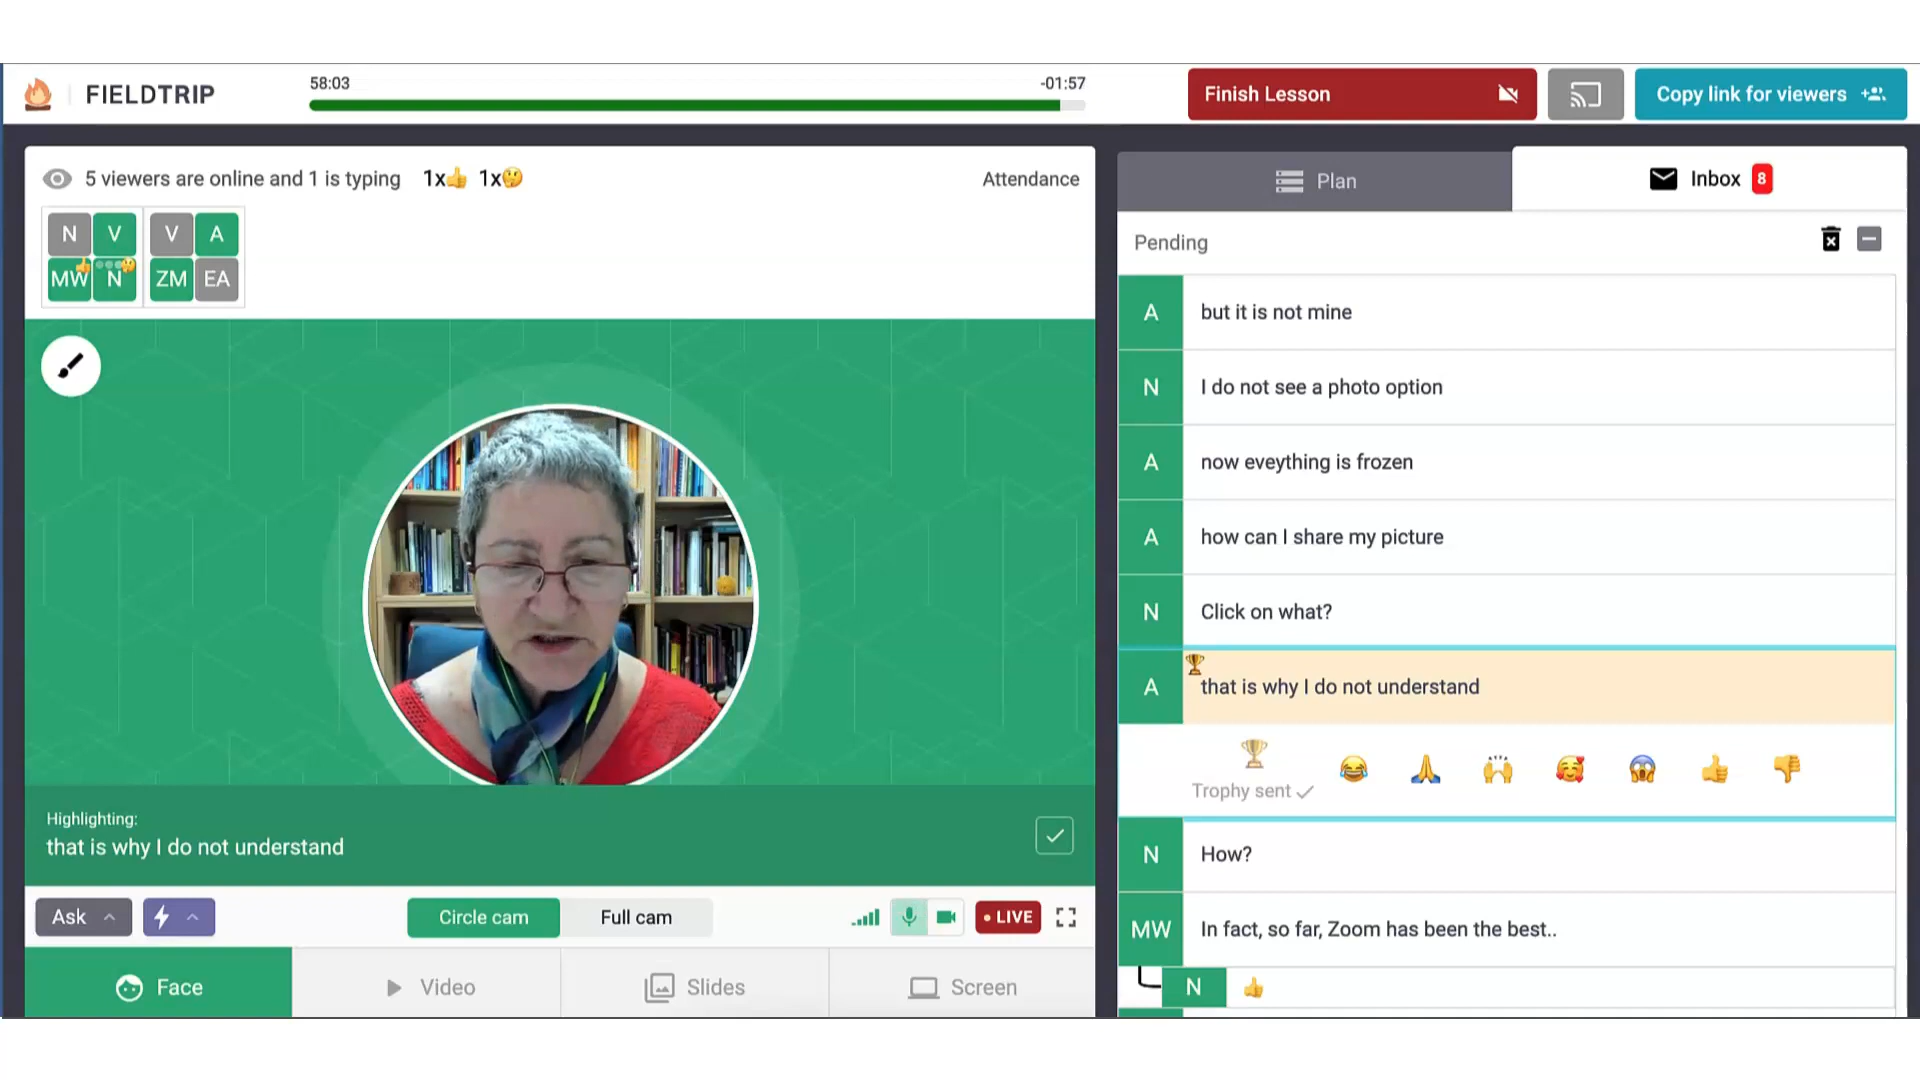 FIELDTRIP
58:03
-01:57
Finish Lesson
Copy link for viewers
5 viewers are online and 1 is typing 1x👍 1x🤔
Attendance
N V V A
MW N ZM EA
Highlighting:
that is why I do not understand
Ask
Circle cam
Full cam
LIVE
Face
Video
Slides
Screen
Plan
Inbox 8
Pending
A but it is not mine
N I do not see a photo option
A now eveything is frozen
A how can I share my picture
N Click on what?
A that is why I do not understand
Trophy sent
N How?
MW In fact, so far, Zoom has been the best..
N 👍